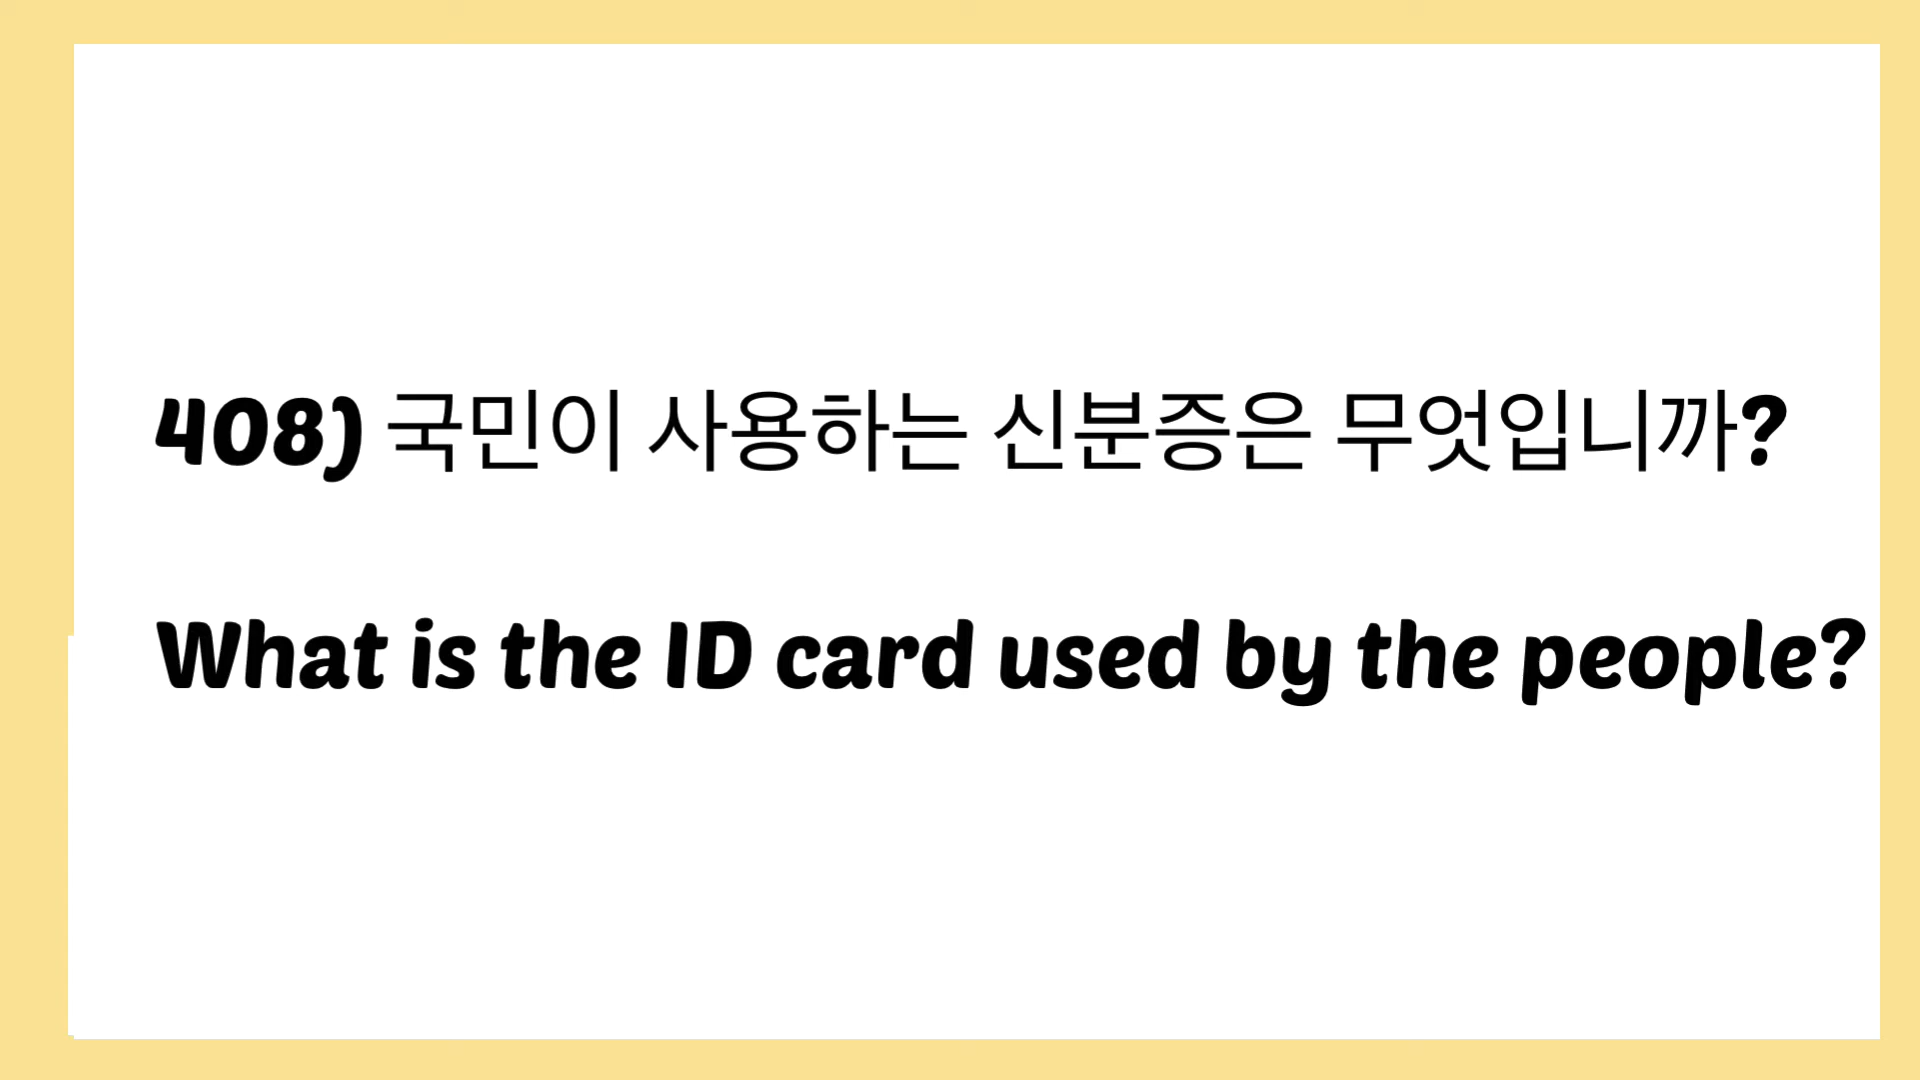 408) 국민이 사용하는 신분증은 무엇입니까?
What is the ID card used by the people?